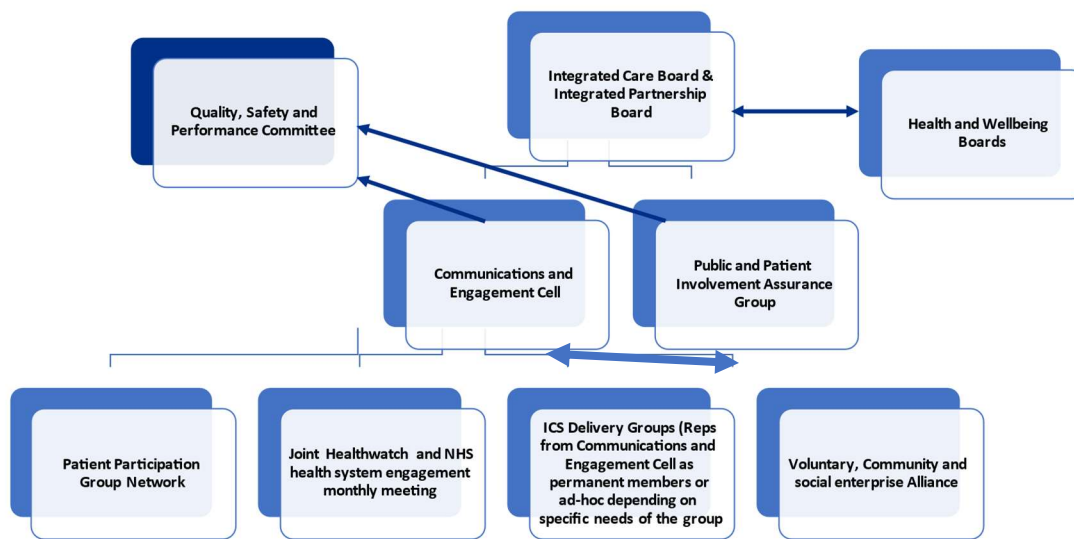 Integrated Care Board &
Integrated Partnership
Board
Quality, Safety and
Performance Committee
Health and Wellbeing
Boards
Communications and
Engagement Cell
Public and Patient
Involvement Assurance
Group
Patient Participation
Group Network
Joint Healthwatch and NHS
health system engagement
monthly meeting
ICS Delivery Groups (Reps
from Communications and
Engagement Cell as
permanent members or
ad-hoc depending on
specific needs of the group
Voluntary, Community and
social enterprise Alliance